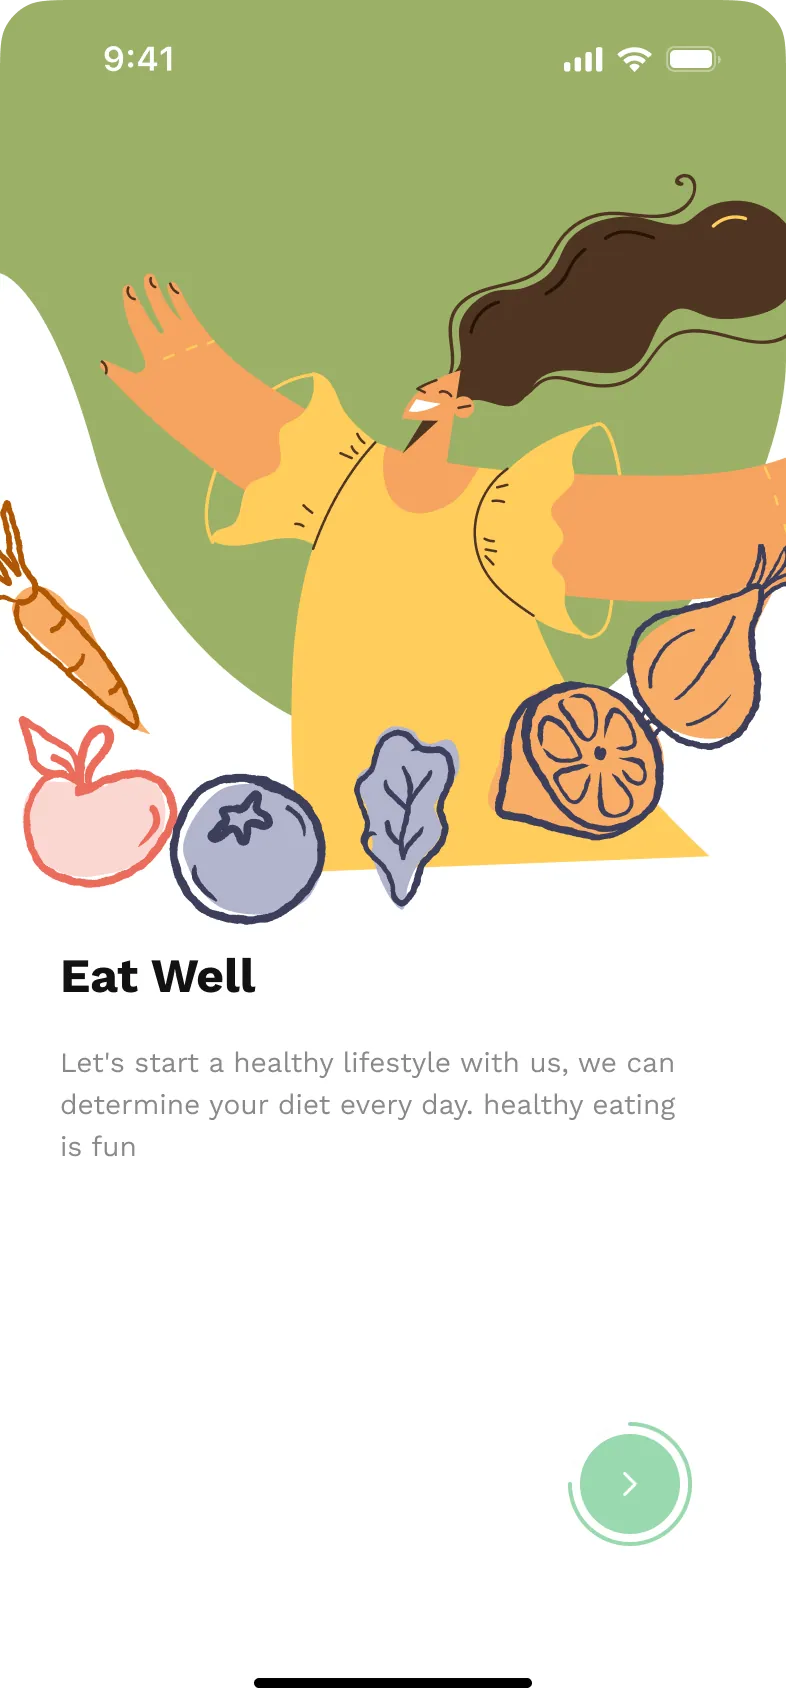 9:41
Eat Well
Let's start a healthy lifestyle with us, we can
determine your diet every day. healthy eating
is fun